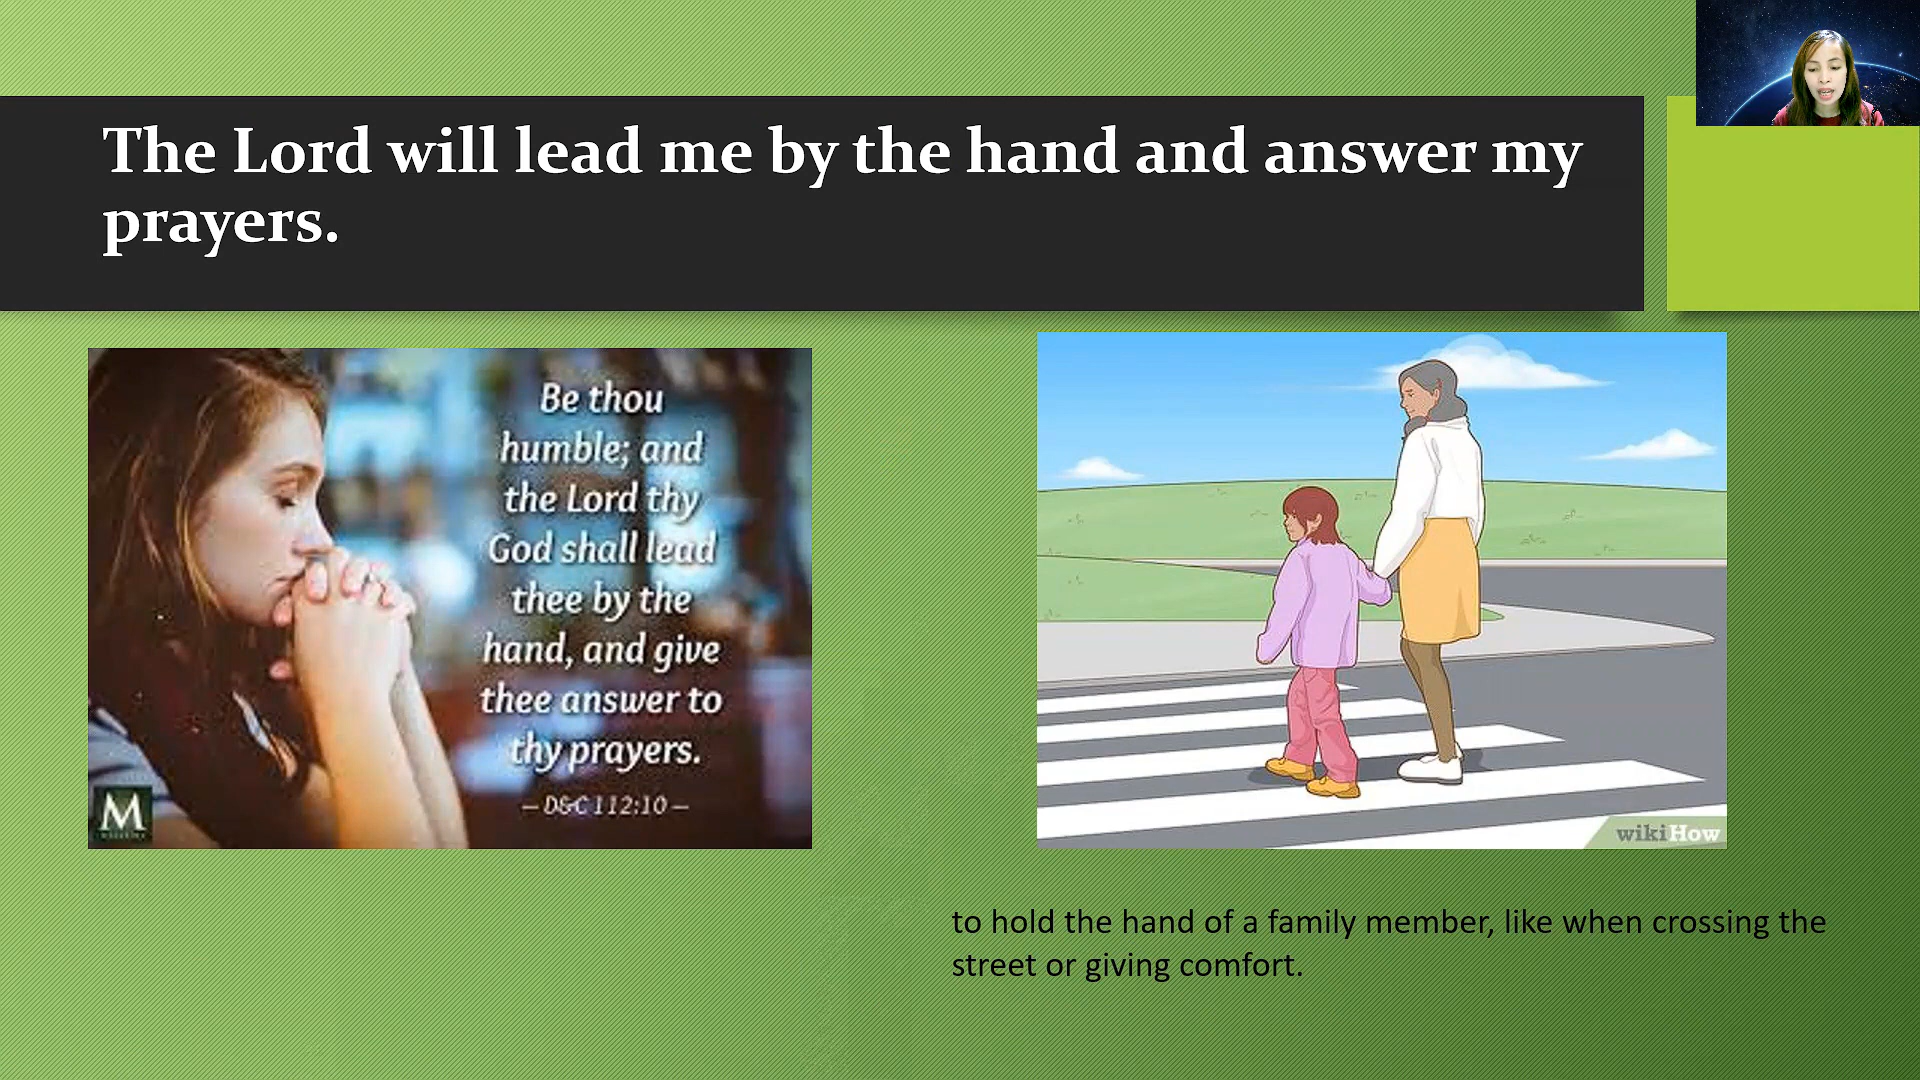 The Lord will lead me by the hand and answer my
prayers.
Be thou
humble; and
the Lord thy
God shall lead
thee by the
hand, and give
thee answer to
thy prayers.
– D&C 112:10 –
M
wikiHow
to hold the hand of a family member, like when crossing the
street or giving comfort.